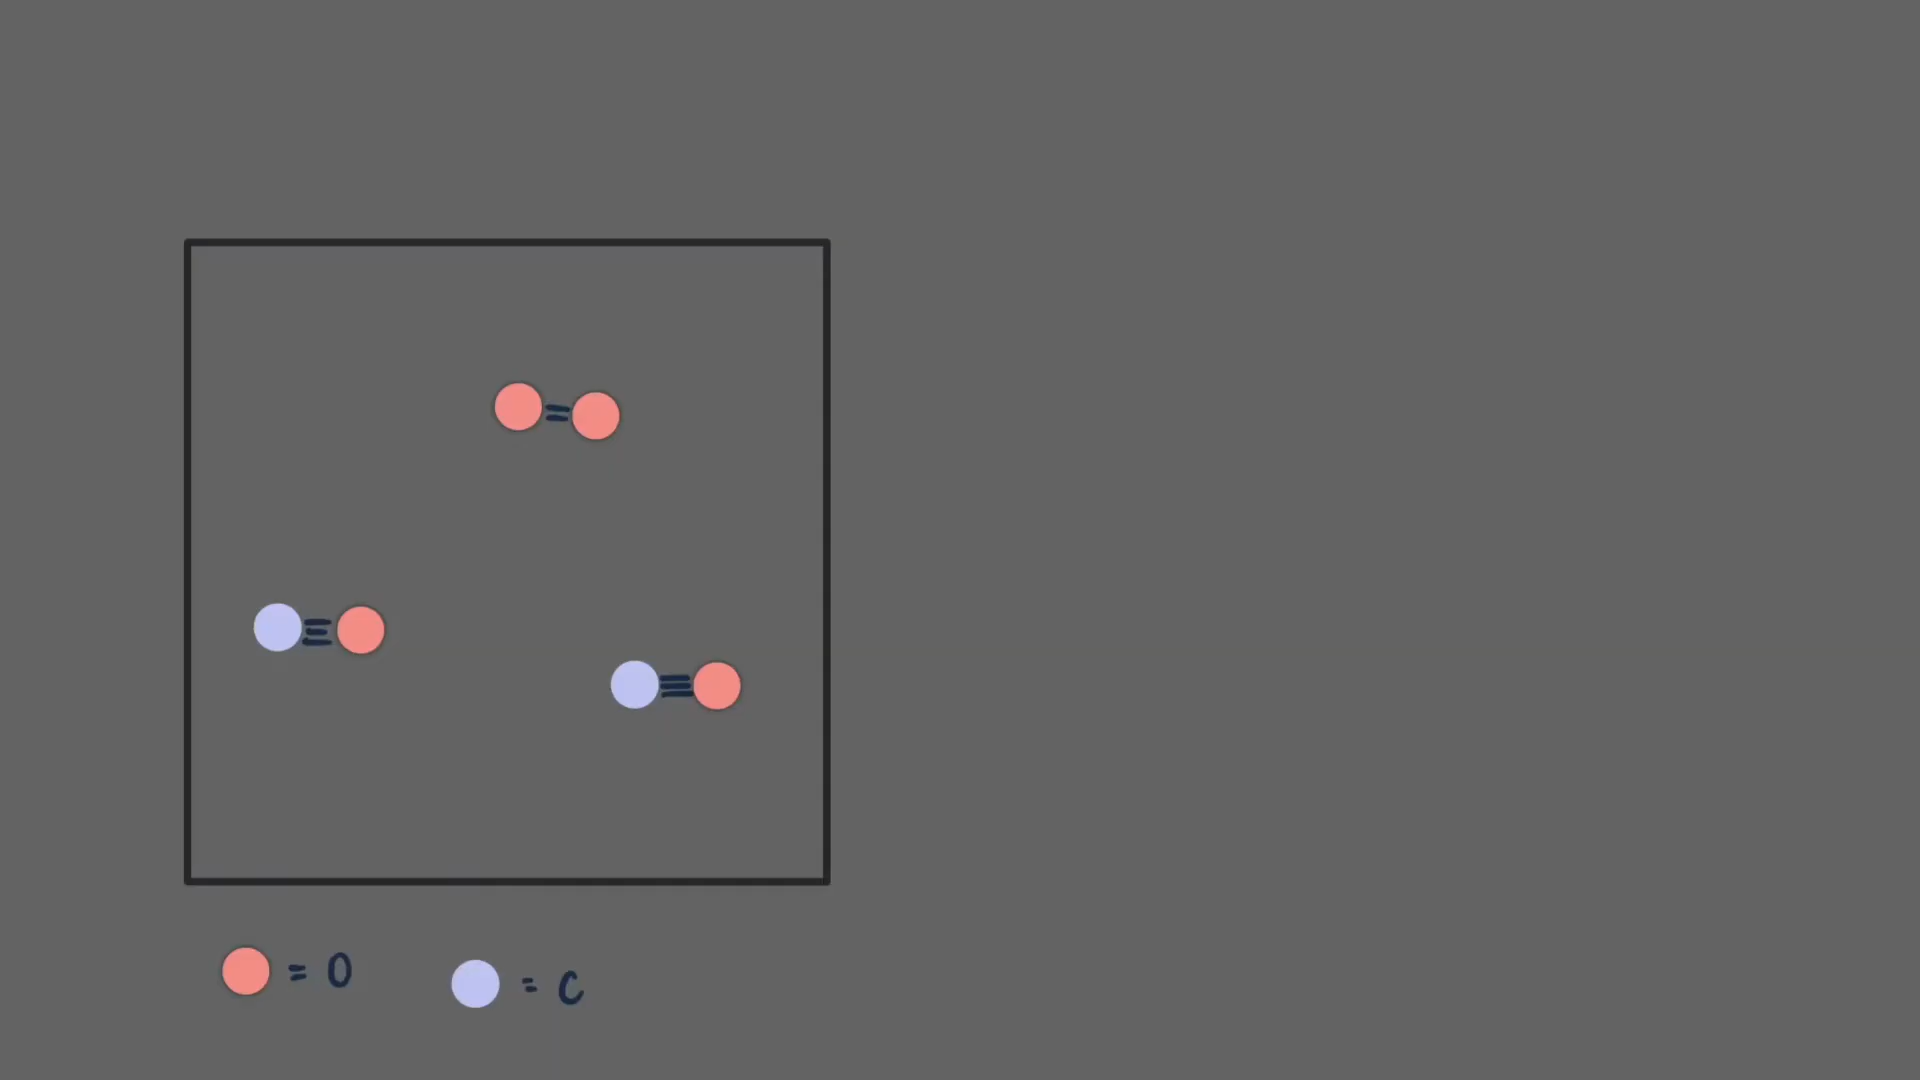 = O
= C